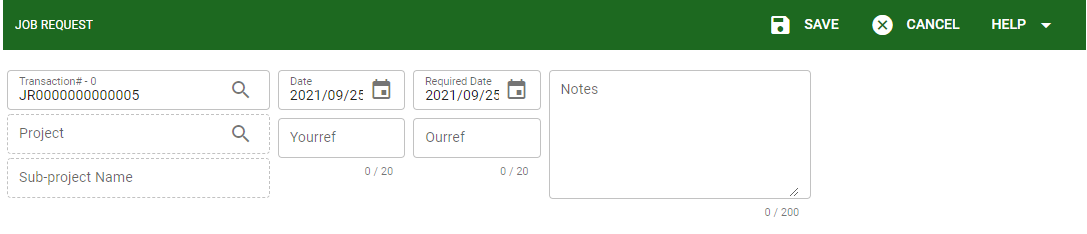 JOB REQUEST
SAVE
CANCEL
HELP
Transaction# - 0
JR0000000000005
Date
2021/09/25
Required Date
2021/09/25
Notes
Project
Yourref
Ourref
0 / 20
0 / 20
Sub-project Name
0 / 200